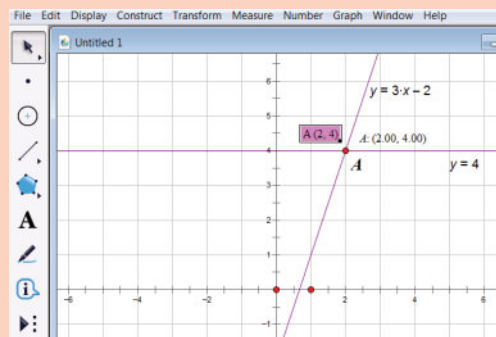 File Edit Display Construct Transform Measure Number Graph Window Help
Untitled 1
6
y = 3·x – 2
5
A (2, 4)
A: (2.00, 4.00)
4
A
y = 4
3
2
1
−6 −4 −2 2 4 6
−1
A